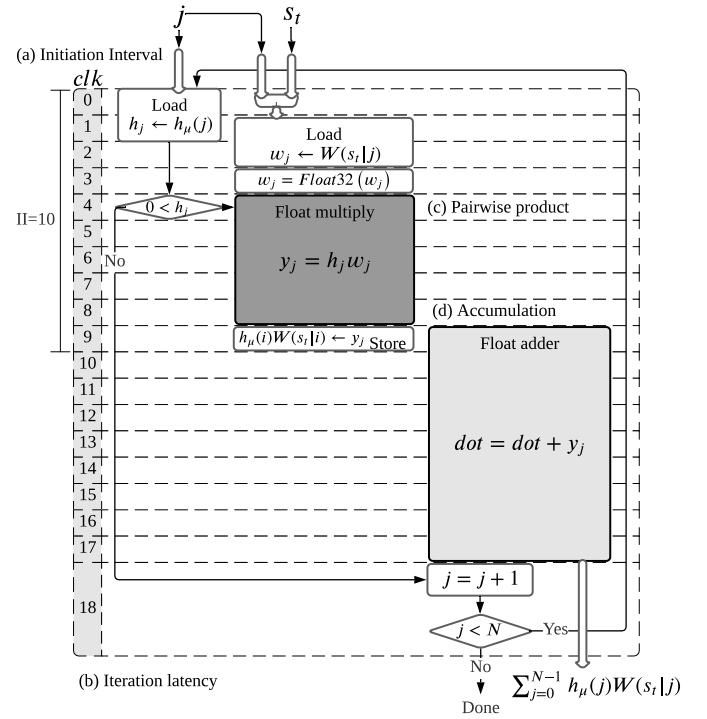 j
s_t
(a) Initiation Interval
clk
0
Load
h_j ← h_μ(j)
1
Load
2
w_j ← W(s_t|j)
3
w_j = Float32 (w_j)
4
0 < h_j
Float multiply
(c) Pairwise product
II=10
5
No
6
y_j = h_j w_j
7
8
(d) Accumulation
9
h_μ(i)W(s_t|i) ← y_j Store
Float adder
10
11
12
13
dot = dot + y_j
14
15
16
17
j = j + 1
18
j < N
Yes
No
(b) Iteration latency
∑_{j=0}^{N−1} h_μ(j)W(s_t|j)
Done